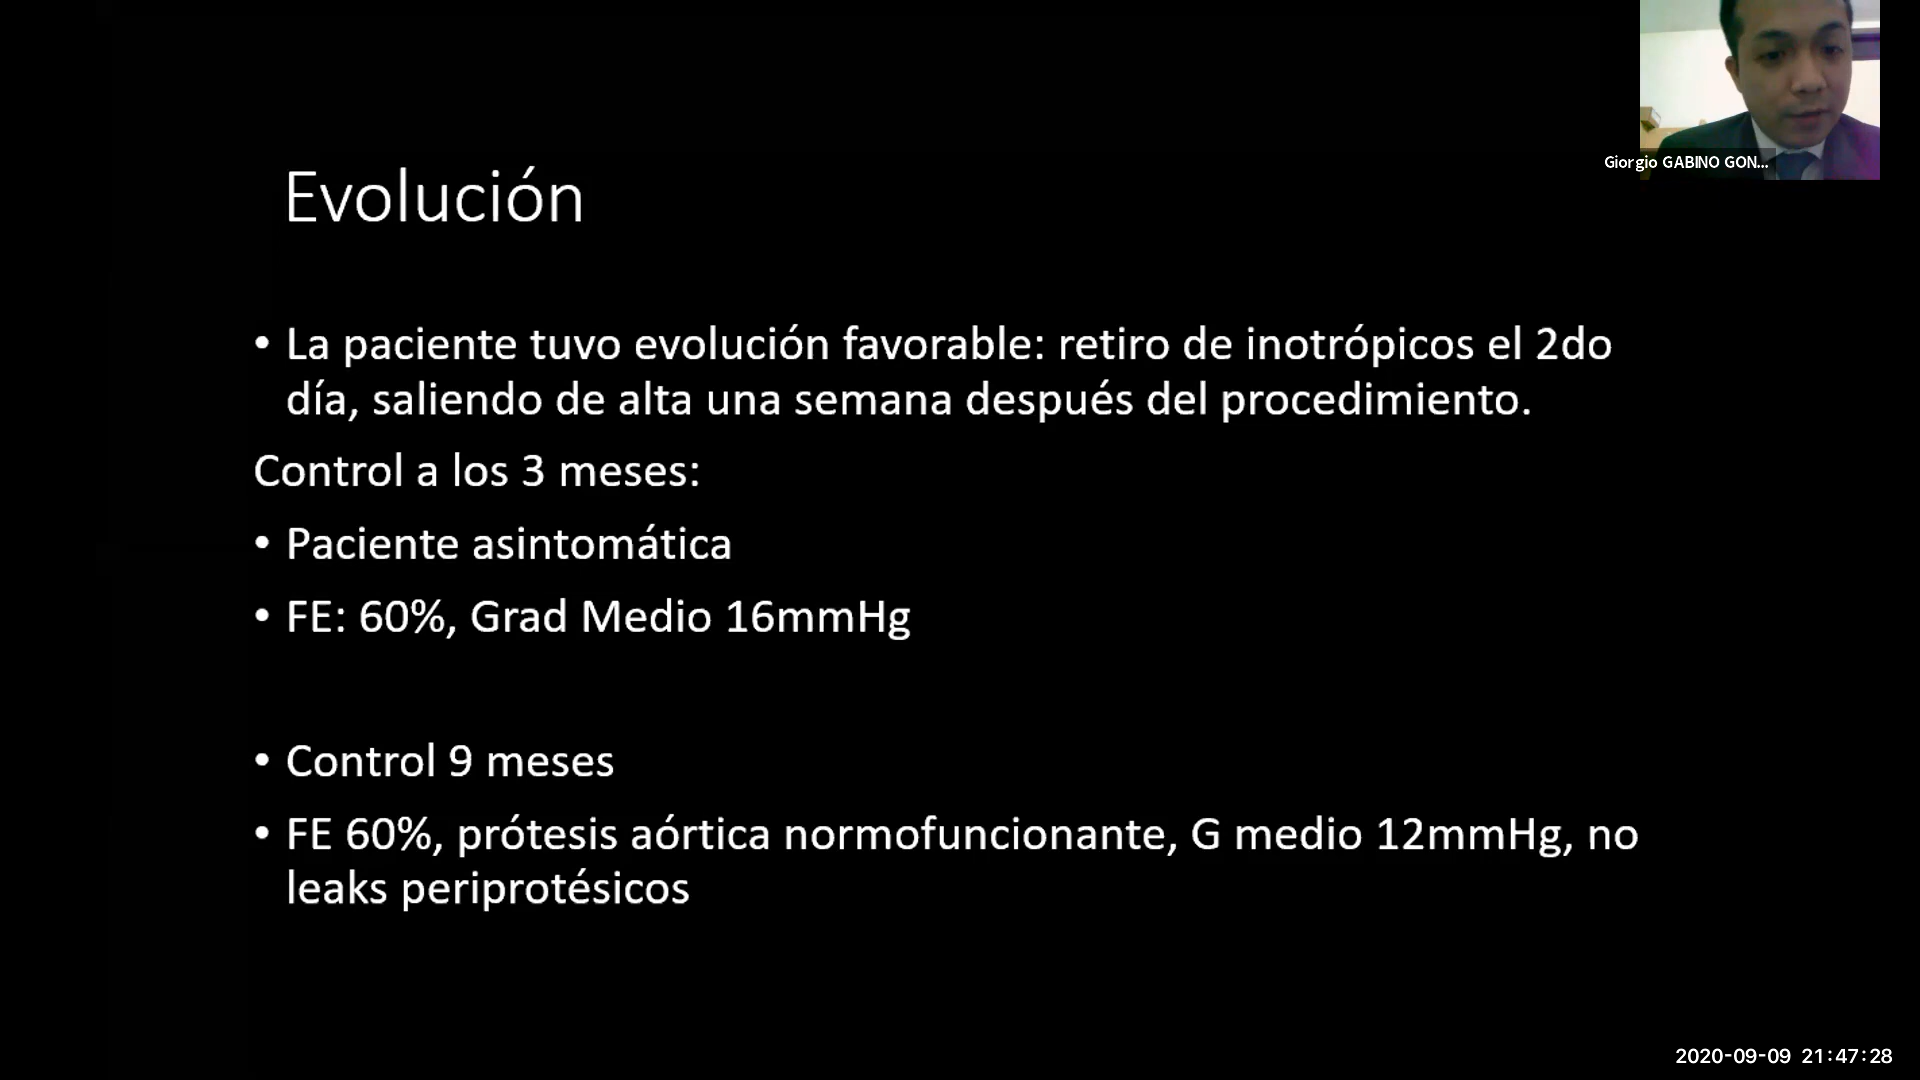 Giorgio GABINO GON...
Evolución
• La paciente tuvo evolución favorable: retiro de inotrópicos el 2do
día, saliendo de alta una semana después del procedimiento.
Control a los 3 meses:
• Paciente asintomática
• FE: 60%, Grad Medio 16mmHg
• Control 9 meses
• FE 60%, prótesis aórtica normofuncionante, G medio 12mmHg, no
leaks periprotésicos
2020-09-09 21:47:28